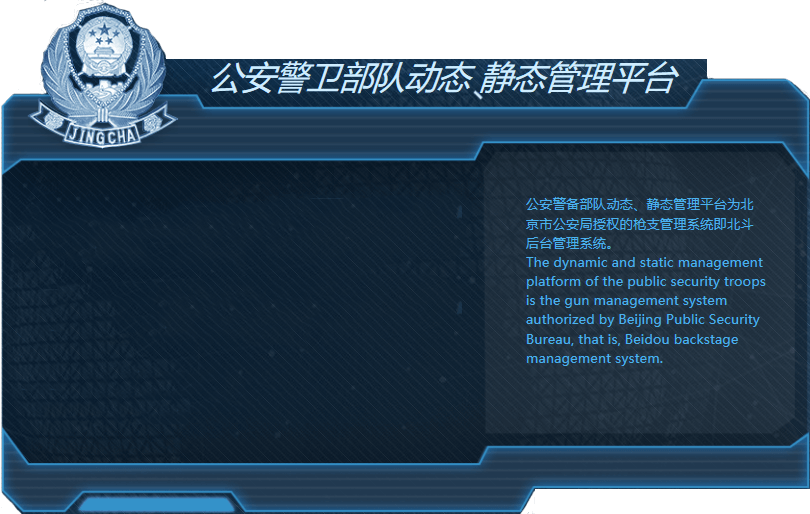 公安警卫部队动态、静态管理平台
JINGCHA
公安警备部队动态、静态管理平台为北
京市公安局授权的枪支管理系统即北斗
后台管理系统。
The dynamic and static management
platform of the public security troops
is the gun management system
authorized by Beijing Public Security
Bureau, that is, Beidou backstage
management system.